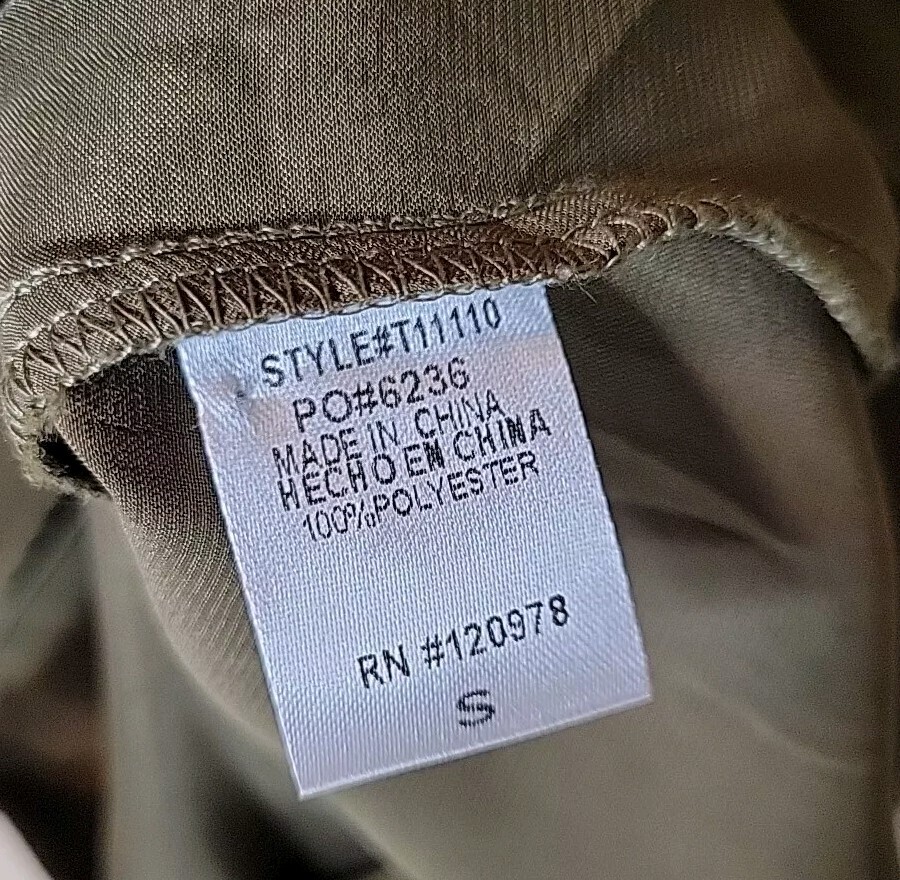 STYLE#T11110
PO#6236
MADE IN CHINA
HECHO EN CHINA
100%POLYESTER
RN #120978
S